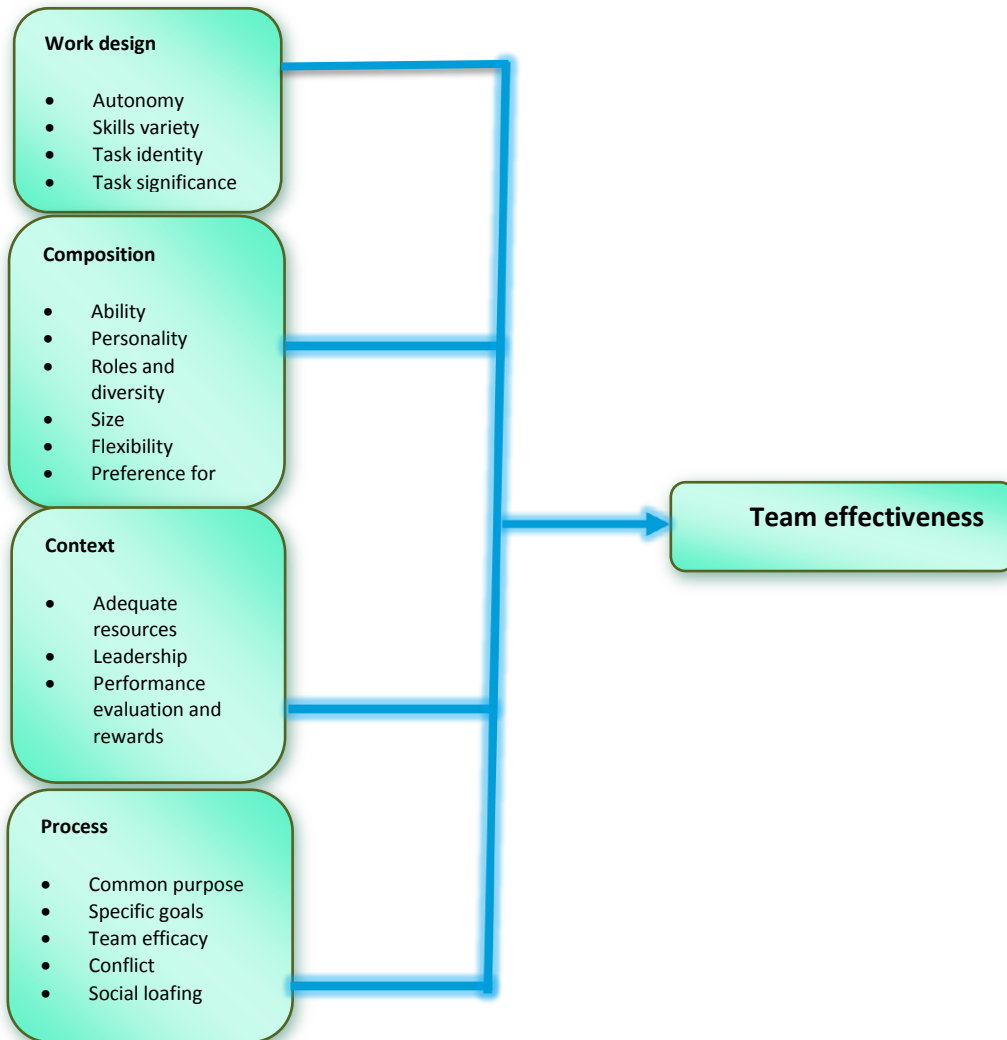 Work design
• Autonomy
• Skills variety
• Task identity
• Task significance
Composition
• Ability
• Personality
• Roles and
diversity
• Size
• Flexibility
• Preference for
Context
• Adequate
resources
• Leadership
• Performance
evaluation and
rewards
Process
• Common purpose
• Specific goals
• Team efficacy
• Conflict
• Social loafing
Team effectiveness